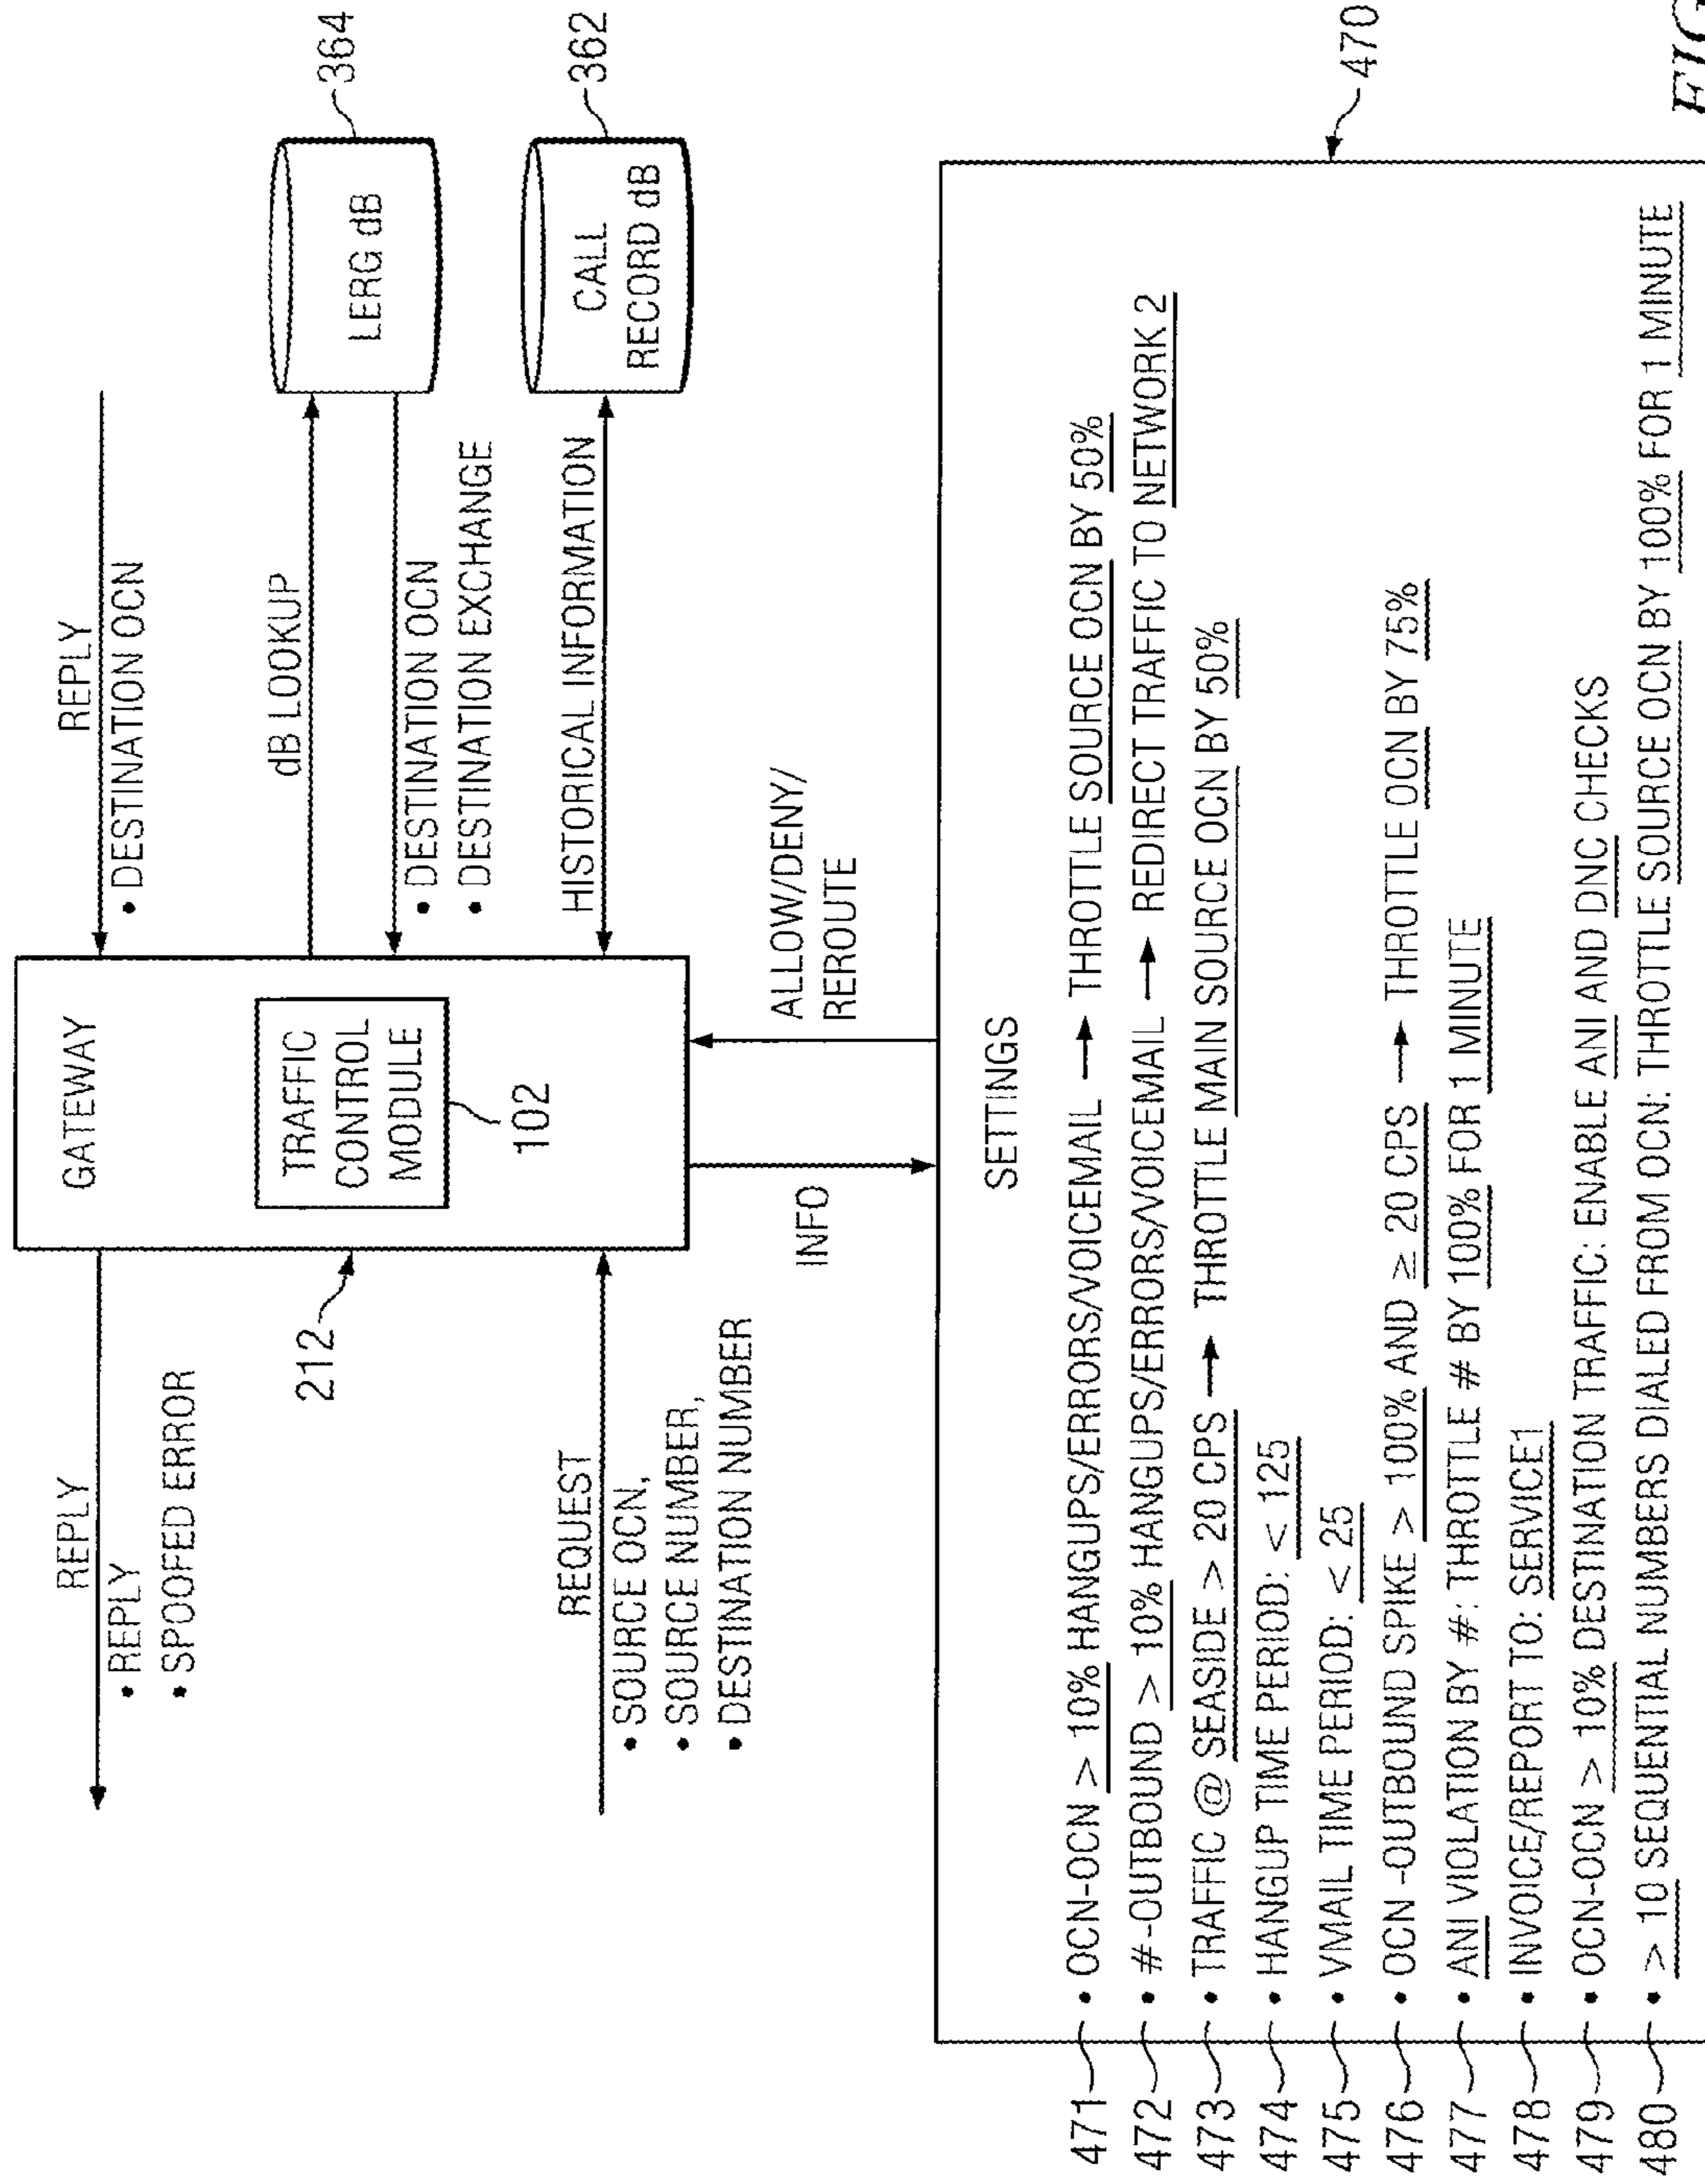 REPLY
• REPLY
• SPOOFED ERROR
212
REQUEST
• SOURCE OCN,
• SOURCE NUMBER,
• DESTINATION NUMBER
GATEWAY
TRAFFIC
CONTROL
MODULE
102
REPLY
• DESTINATION OCN
dB LOOKUP
• DESTINATION OCN
• DESTINATION EXCHANGE
HISTORICAL INFORMATION
LERG dB
364
CALL
RECORD dB
362
INFO
ALLOW/DENY/
REROUTE
470
SETTINGS
471 • OCN-OCN > 10% HANGUPS/ERRORS/VOICEMAIL → THROTTLE SOURCE OCN BY 50%
472 • #-OUTBOUND > 10% HANGUPS/ERRORS/VOICEMAIL → REDIRECT TRAFFIC TO NETWORK 2
473 • TRAFFIC @ SEASIDE > 20 CPS → THROTTLE MAIN SOURCE OCN BY 50%
474 • HANGUP TIME PERIOD: < 125
475 • VMAIL TIME PERIOD: < 25
476 • OCN -OUTBOUND SPIKE > 100% AND ≥ 20 CPS → THROTTLE OCN BY 75%
477 • ANI VIOLATION BY #: THROTTLE # BY 100% FOR 1 MINUTE
478 • INVOICE/REPORT TO: SERVICE1
479 • OCN-OCN > 10% DESTINATION TRAFFIC: ENABLE ANI AND DNC CHECKS
480 • > 10 SEQUENTIAL NUMBERS DIALED FROM OCN: THROTTLE SOURCE OCN BY 100% FOR 1 MINUTE